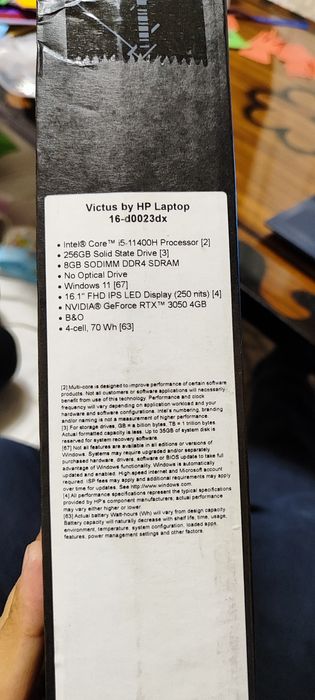 Victus by HP Laptop
16-d0023dx
• Intel® Core™ i5-11400H Processor [2]
• 256GB Solid State Drive [3]
• 8GB SODIMM DDR4 SDRAM
• No Optical Drive
• Windows 11 [67]
• 16.1" FHD IPS LED Display (250 nits) [4]
• NVIDIA® GeForce RTX™ 3050 4GB
• B&O
• 4-cell, 70 Wh [63]
[2] Multi-core is designed to improve performance of certain software
products. Not all customers or software applications will necessarily
benefit from use of this technology. Performance and clock
frequency will vary depending on application workload and your
hardware and software configurations. Intel's numbering, branding
and/or naming is not a measurement of higher performance.
[3] For storage drives, GB = a billion bytes. TB = 1 trillion bytes
Actual formatted capacity is less. Up to 35GB of system disk is
reserved for system recovery software.
[67] Not all features are available in all editions or versions of
Windows. Systems may require upgraded and/or separately
purchased hardware, drivers, software or BIOS update to take full
advantage of Windows functionality. Windows is automatically
updated and enabled. High-speed internet and Microsoft account
required. ISP fees may apply and additional requirements may apply
over time for updates. See http://www.windows.com.
[4] All performance specifications represent the typical specifications
provided by HP's component manufacturers; actual performance
may vary either higher or lower.
[63] Actual battery Watt-hours (Wh) will vary from design capacity.
Battery capacity will naturally decrease with shelf life, time, usage,
environment, temperature, system configuration, loaded apps,
features, power management settings and other factors.